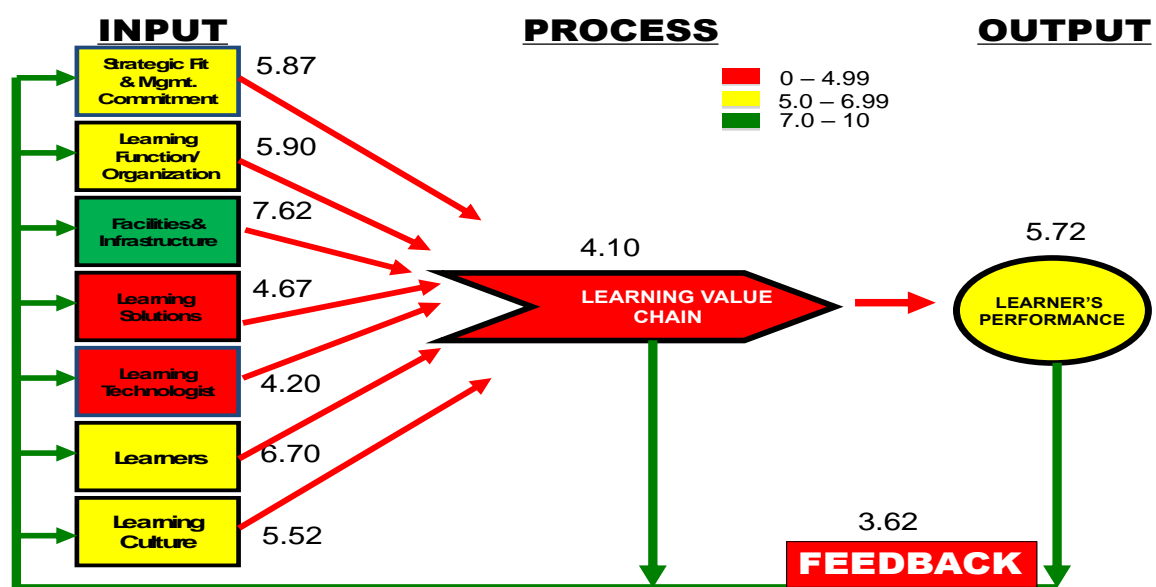 INPUT
PROCESS
OUTPUT
Strategic Fit
& Mgmt.
Commitment
5.87
0 – 4.99
5.0 – 6.99
7.0 – 10
Learning
Function/
Organization
5.90
Facilities &
Infrastructure
7.62
Learning
Solutions
4.67
Learning
Technologist
4.20
Learners
6.70
Learning
Culture
5.52
4.10
LEARNING VALUE
CHAIN
5.72
LEARNER'S
PERFORMANCE
3.62
FEEDBACK